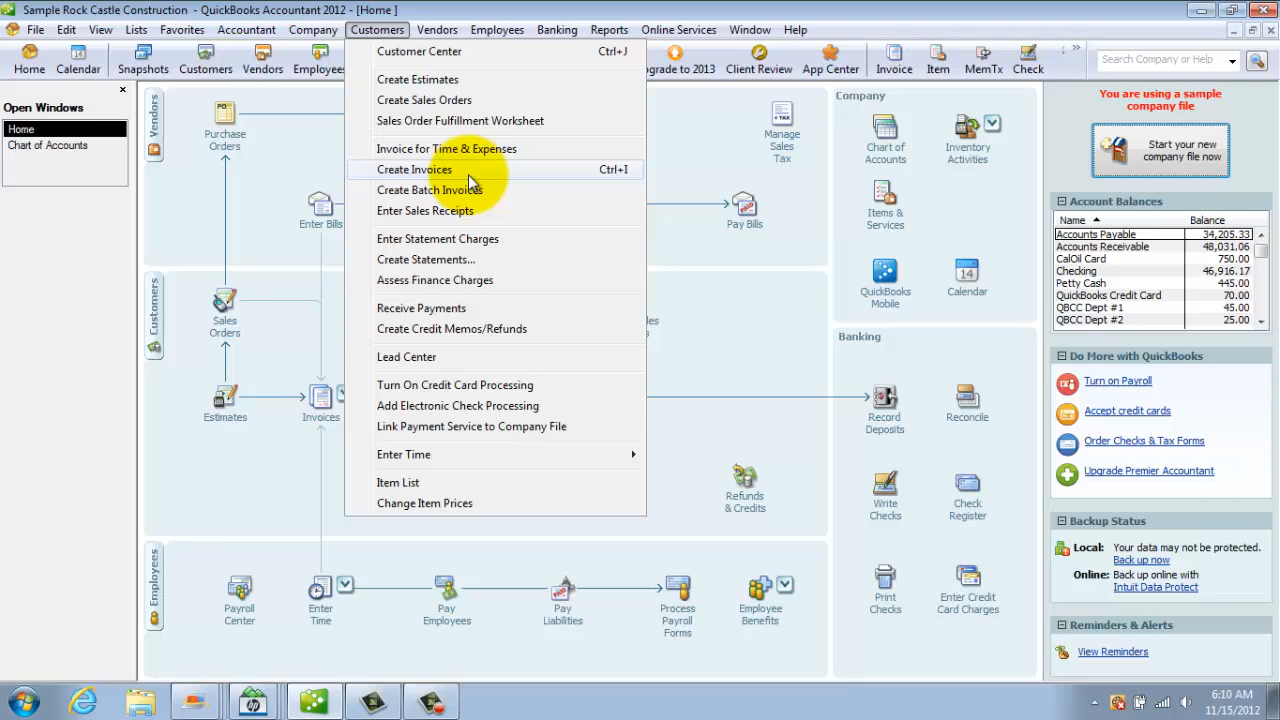 Sample Rock Castle Construction - QuickBooks Accountant 2012 - [Home ]
File Edit View Lists Favorites Accountant Company Customers Vendors Employees Banking Reports Online Services Window Help
Home Calendar Snapshots Customers Vendors Employees pgrade to 2013 Client Review App Center Invoice Item MemTx Check
Search Company or Help
Open Windows
Home
Chart of Accounts
Customer Center Ctrl+J
Create Estimates
Create Sales Orders
Sales Order Fulfillment Worksheet
Invoice for Time & Expenses
Create Invoices Ctrl+I
Create Batch Invoices
Enter Sales Receipts
Enter Statement Charges
Create Statements...
Assess Finance Charges
Receive Payments
Create Credit Memos/Refunds
Lead Center
Turn On Credit Card Processing
Add Electronic Check Processing
Link Payment Service to Company File
Enter Time
Item List
Change Item Prices
Vendors
Purchase
Orders
Enter Bills
Manage
Sales
Tax
Pay Bills
Customers
Sales
Orders
Estimates
Invoices
les
Refunds
& Credits
Employees
Payroll
Center
Enter
Time
Pay
Employees
Pay
Liabilities
Process
Payroll
Forms
Employee
Benefits
Company
Chart of
Accounts
Inventory
Activities
Items &
Services
QuickBooks
Mobile
14
Calendar
Banking
Record
Deposits
Reconcile
Write
Checks
Check
Register
Print
Checks
Enter Credit
Card Charges
You are using a sample
company file
Start your new
company file now
Account Balances
Name Balance
Accounts Payable 34,205.33
Accounts Receivable 48,031.06
CalOil Card 750.00
Checking 46,916.17
Petty Cash 445.00
QuickBooks Credit Card 70.00
QBCC Dept #1 45.00
QBCC Dept #2 25.00
Do More with QuickBooks
Turn on Payroll
Accept credit cards
Order Checks & Tax Forms
Upgrade Premier Accountant
Backup Status
Local: Your data may not be protected.
Back up now
Online: Back up online with
Intuit Data Protect
Reminders & Alerts
View Reminders
6:10 AM
11/15/2012